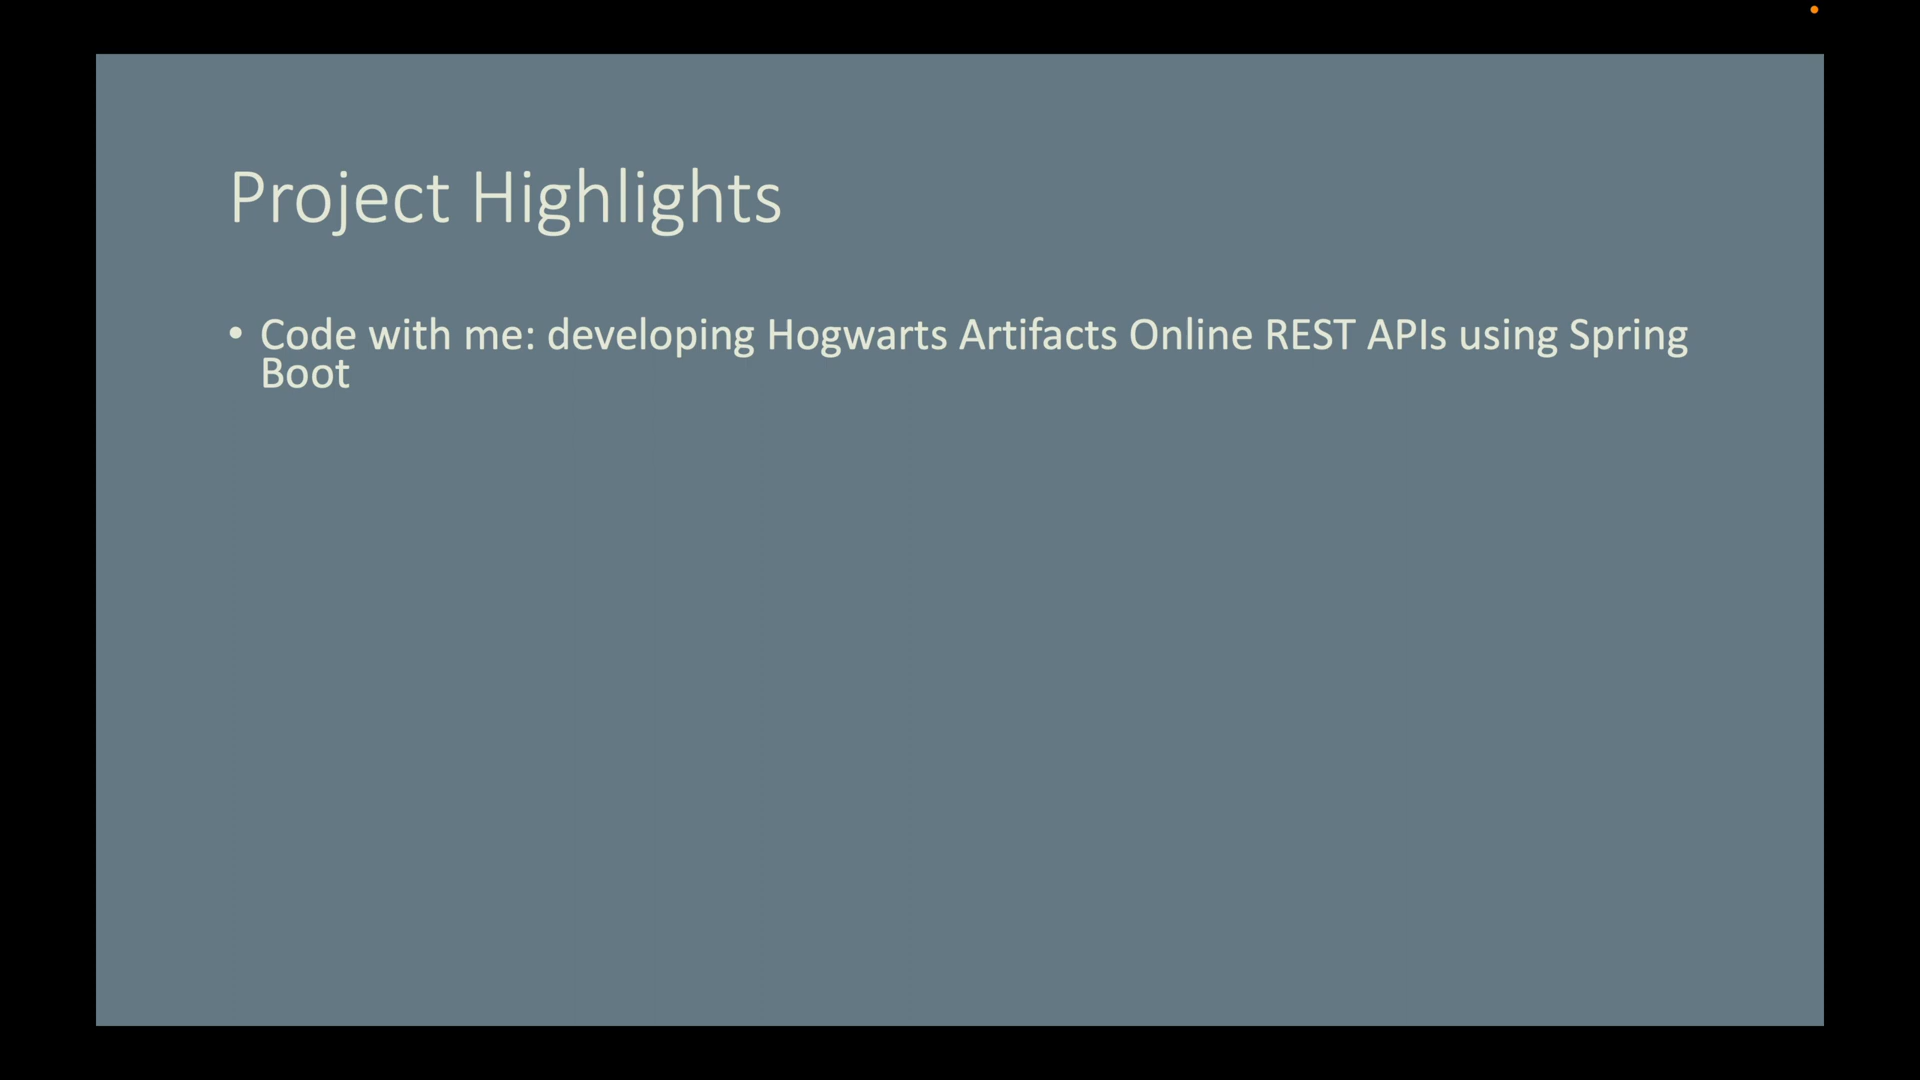 Project Highlights
• Code with me: developing Hogwarts Artifacts Online REST APIs using Spring
Boot